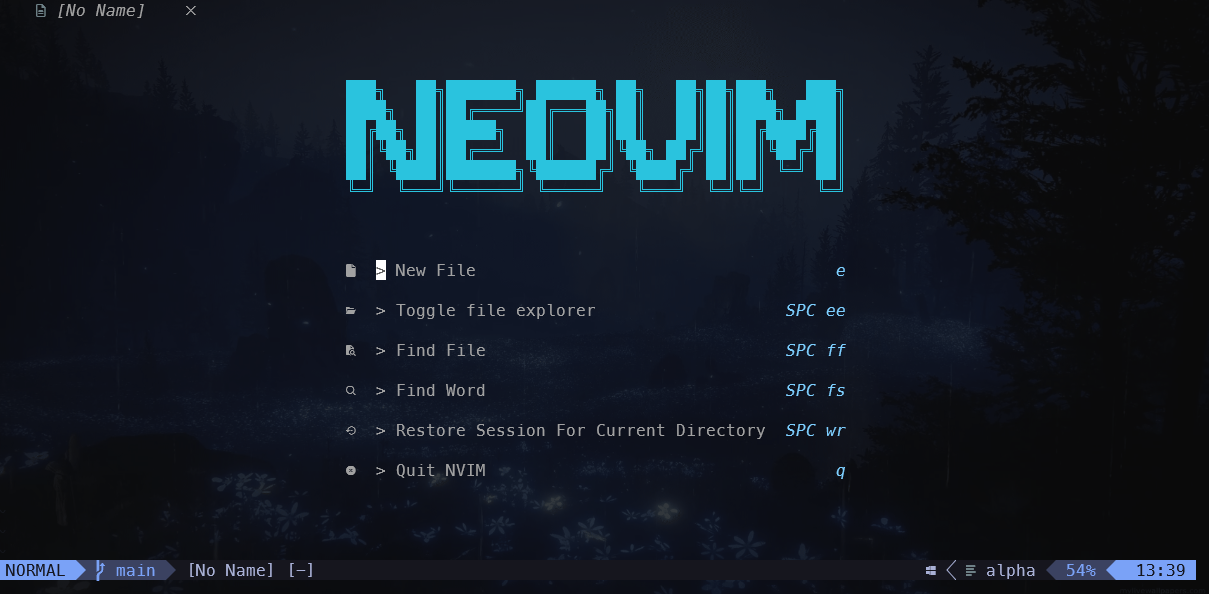 [No Name]
NEOVIM
> New File e
> Toggle file explorer SPC ee
> Find File SPC ff
> Find Word SPC fs
> Restore Session For Current Directory SPC wr
> Quit NVIM q
NORMAL main [No Name] [-] alpha 54% 13:39